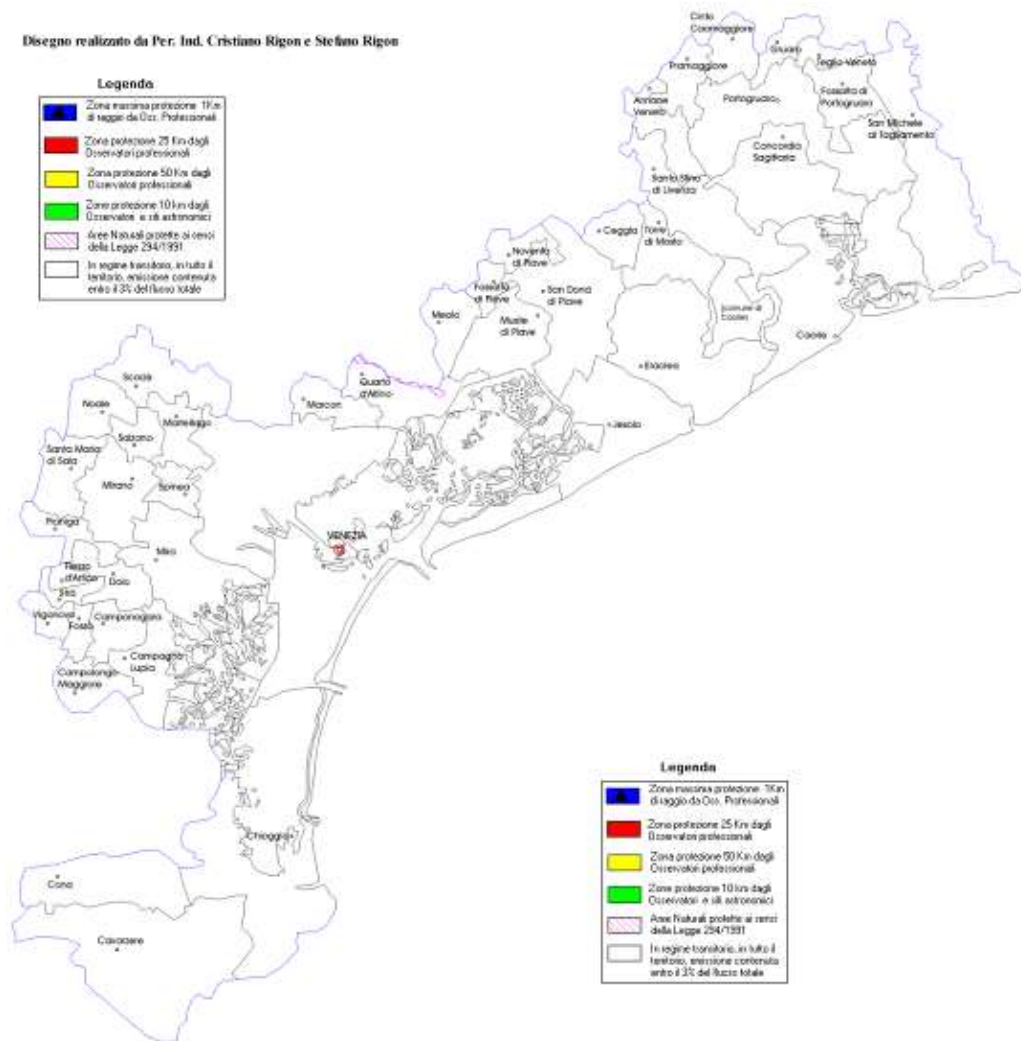 Disegno realizzato da Per. Ind. Cristiano Rigon e Stefano Rigon
Legenda
Zona massima protezione 1Km
di raggio da Oss. Professionali
Zona protezione 25 Km dagli
Osservatori professionali
Zona protezione 50 Km dagli
Osservatori professionali
Zone protezione 10 km dagli
Osservatori e siti astronomici
Aree Naturali protette ai sensi
della Legge 294/1991
In regime transitorio, in tutto il
territorio, emissione contenuta
entro il 3% del flusso totale
Cinto
Caomaggiore
Gruaro
Pramaggiore
Teglio Veneto
Annone
Veneto
Portogruaro
Fossalta di
Portogruaro
San Michele
al Tagliamento
Concordia
Sagittaria
Santo Stino
di Livenza
Ceggia
Torre
di Mosto
Noventa
di Piave
Fossalta
di Piave
San Donà
di Piave
Meolo
Musile
di Piave
(comune di
Caorle)
Caorle
Eraclea
Quarto
d'Altino
Marcon
Jesolo
Scorzè
Noale
Martellago
Salzano
Santa Maria
di Sala
Mirano
Spinea
Pianiga
VENEZIA
Mira
Fiesso
d'Artico
Dolo
Stra
Vigonovo
Fossò
Camponogara
Campagna
Lupia
Campolongo
Maggiore
Chioggia
Cona
Cavarzere
Legenda
Zona massima protezione 1Km
di raggio da Oss. Professionali
Zona protezione 25 Km dagli
Osservatori professionali
Zona protezione 50 Km dagli
Osservatori professionali
Zone protezione 10 km dagli
Osservatori e siti astronomici
Aree Naturali protette ai sensi
della Legge 294/1991
In regime transitorio, in tutto il
territorio, emissione contenuta
entro il 3% del flusso totale